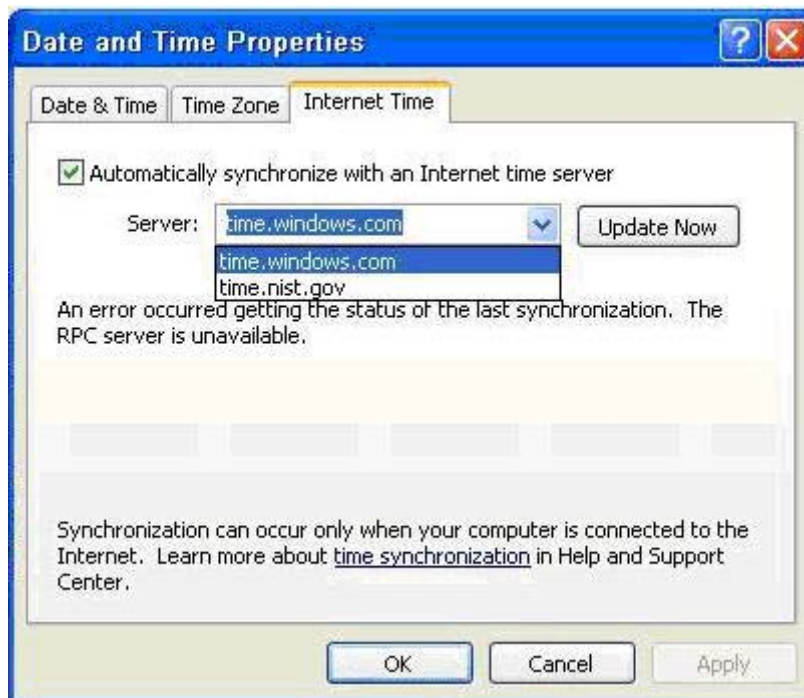 Date and Time Properties
Date & Time
Time Zone
Internet Time
Automatically synchronize with an Internet time server
Server:
time.windows.com
Update Now
time.windows.com
time.nist.gov
An error occurred getting the status of the last synchronization. The
RPC server is unavailable.
Synchronization can occur only when your computer is connected to the
Internet. Learn more about time synchronization in Help and Support
Center.
OK
Cancel
Apply